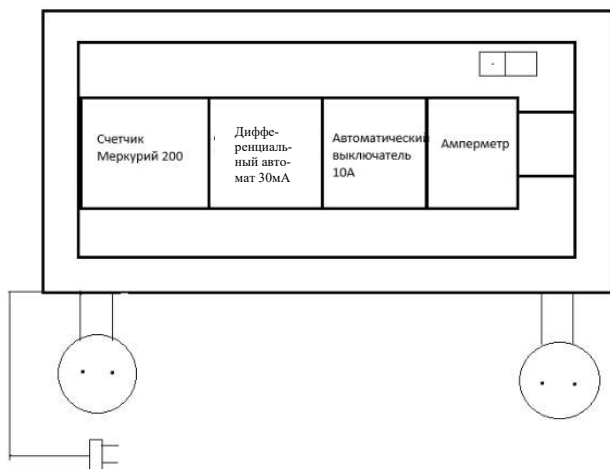 Счетчик
Меркурий 200
Диффе-
ренциаль-
ный авто-
мат 30мА
Автоматический
выключатель
10А
Амперметр